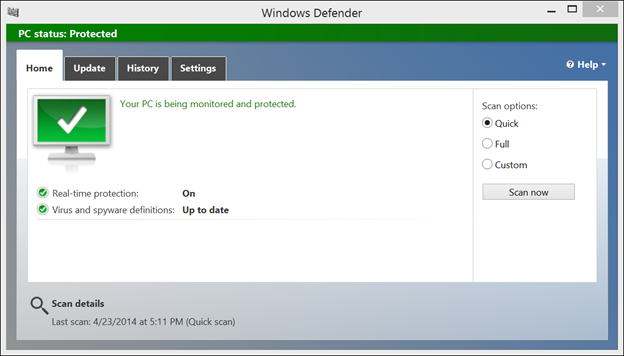 Windows Defender
PC status: Protected
Home
Update
History
Settings
Help
Your PC is being monitored and protected.
Real-time protection: On
Virus and spyware definitions: Up to date
Scan options:
Quick
Full
Custom
Scan now
Scan details
Last scan: 4/23/2014 at 5:11 PM (Quick scan)